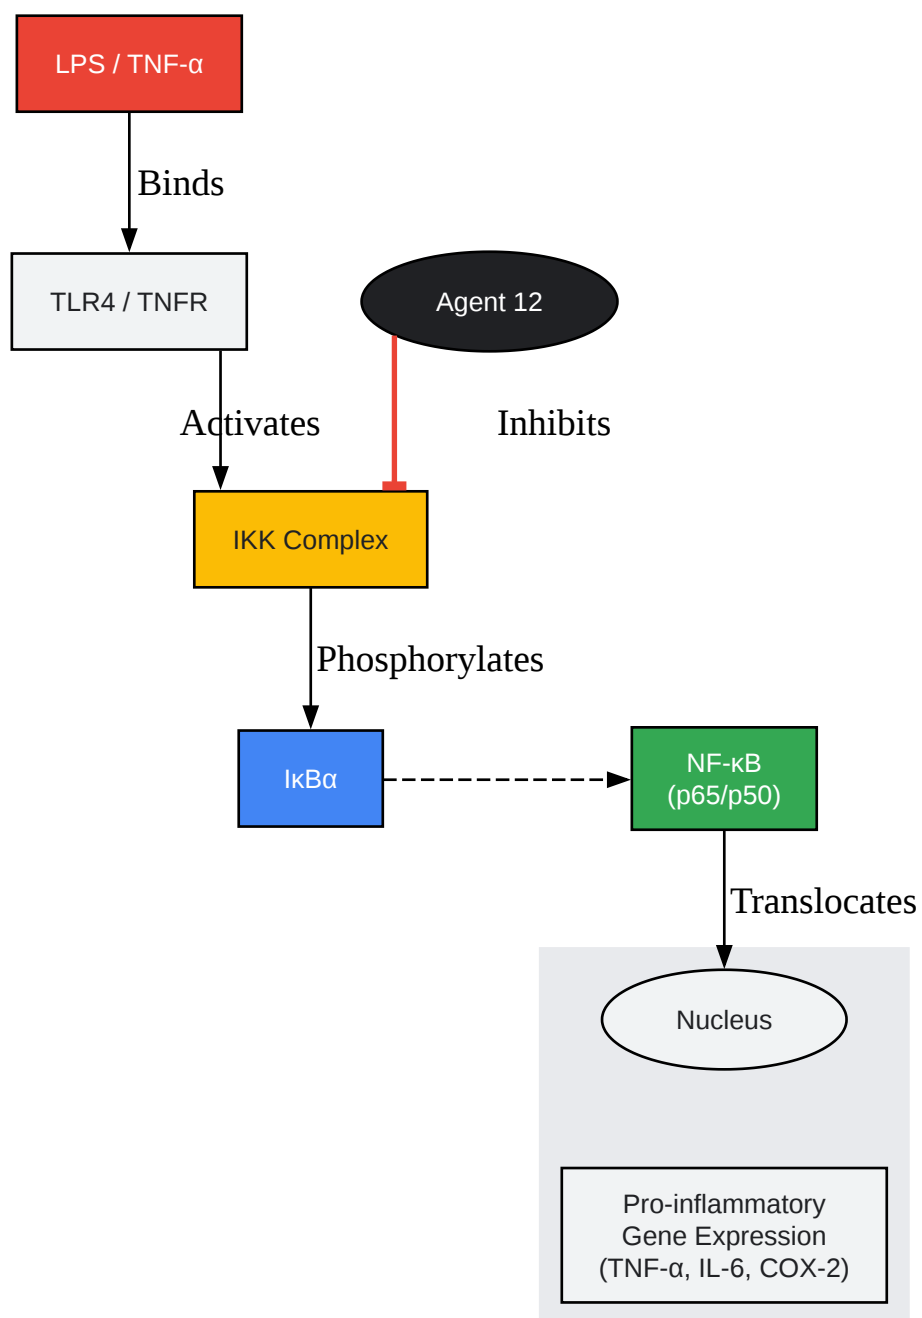 LPS / TNF-α
Binds
TLR4 / TNFR
Agent 12
Activates
Inhibits
IKK Complex
Phosphorylates
IκBα
NF-κB
(p65/p50)
Translocates
Nucleus
Pro-inflammatory
Gene Expression
(TNF-α, IL-6, COX-2)